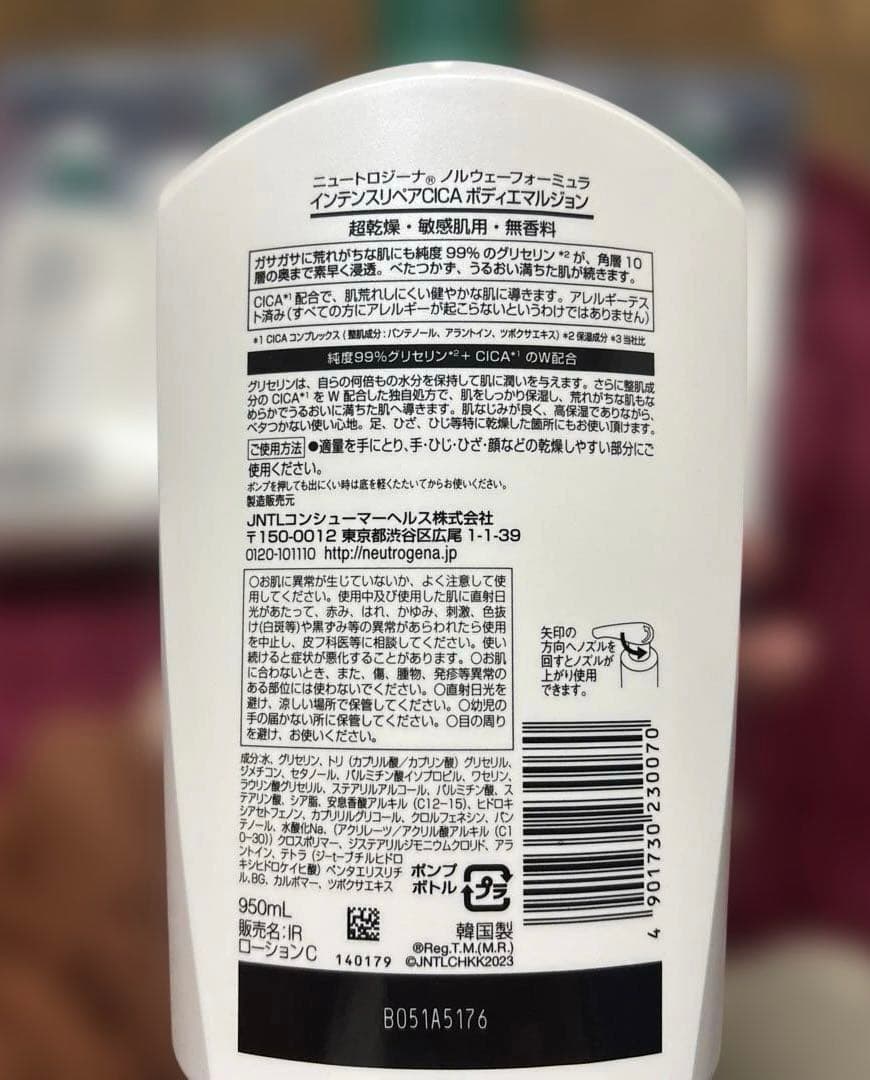 ニュートロジーナ® ノルウェーフォーミュラ
インテンスリペアCICA ボディエマルジョン
超乾燥・敏感肌用・無香料
ガサガサに荒れがちな肌にも純度 99% のグリセリン*2 が、角層 10
層の奥まで素早く浸透。べたつかず、うるおい満ちた肌が続きます。
CICA*1 配合で、肌荒れしにくい健やかな肌に導きます。アレルギーテス
ト済み(すべての方にアレルギーが起こらないというわけではありません)
*1 CICA コンプレックス ( 整肌成分 : パンテノール、アラントイン、ツボクサエキス) *2 保湿成分 *3 当社比
純度99%グリセリン*2+ CICA*1 のW配合
グリセリンは、自らの何倍もの水分を保持して肌に潤いを与えます。さらに整肌成
分の CICA*1 を W 配合した独自処方で、肌をしっかり保湿し、荒れがちな肌もな
めらかでうるおいに満ちた肌へ導きます。肌なじみが良く、高保湿でありながら、
ベタつかない使い心地。足、ひざ、ひじ等特に乾燥した箇所にもお使い頂けます。
ご使用方法 ●適量を手にとり、手・ひじ・ひざ・顔などの乾燥しやすい部分にご
使用ください。
ポンプを押しても出にくい時は底を軽くたたいてからお使いください。
製造販売元
JNTLコンシューマーヘルス株式会社
〒150-0012 東京都渋谷区広尾 1-1-39
0120-101110 http://neutrogena.jp
○お肌に異常が生じていないか、よく注意して使
用してください。使用中及び使用した肌に直射日
光があたって、赤み、はれ、かゆみ、刺激、色抜
け(白斑等)や黒ずみ等の異常があらわれたら使用
を中止し、皮フ科医等に相談してください。使い
続けると症状が悪化することがあります。○お肌
に合わないとき、また、傷、腫物、発疹等異常の
ある部位には使わないでください。○直射日光を
避け、涼しい場所で保管してください。○幼児の
手の届かない所に保管してください。○目の周り
を避け、お使いください。
矢印の
方向へノズルを
回すとノズルが
上がり使用
できます。
成分:水、グリセリン、トリ (カプリル酸／カプリン酸) グリセリル、
ジメチコン、セタノール、パルミチン酸イソプロピル、ワセリン、
ラウリン酸グリセリル、ステアリルアルコール、パルミチン酸、ス
テアリン酸、シア脂、安息香酸アルキル (C12−15)、ヒドロキ
シアセトフェノン、カプリリルグリコール、クロルフェネシン、パン
テノール、水酸化Na、(アクリレーツ／アクリル酸アルキル (C1
0-30)) クロスポリマー、ジステアリルジモニウムクロリド、アラ
ントイン、テトラ (ジ-t-ブチルヒドロ
キシヒドロケイヒ酸) ペンタエリスリチ
ル、BG、カルボマー、ツボクサエキス
ポンプ
ボトル
プラ
4 901730 230070
950mL
販売名:IR
ローションC
140179
韓国製
®Reg.T.M.(M.R.)
©JNTLCHKK2023
B051A5176